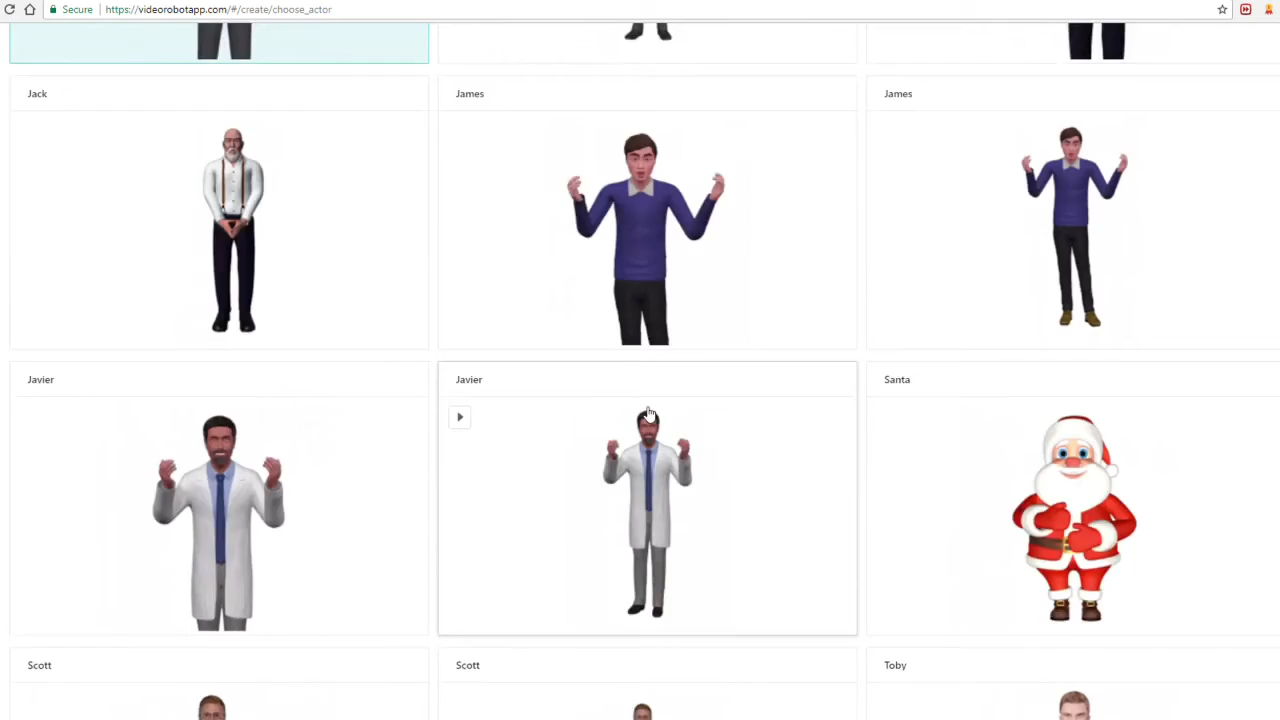 Secure https://videorobotapp.com/#/create/choose_actor
Jack
James
James
Javier
Javier
Santa
Scott
Scott
Toby